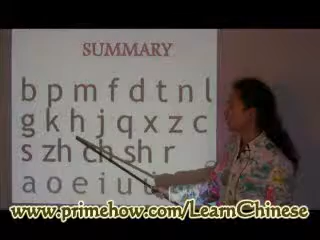 SUMMARY
b p m f d t n l
g k h j q x z c
s zh ch sh r
a o e i u ü
www.primehow.com/LearnChinese